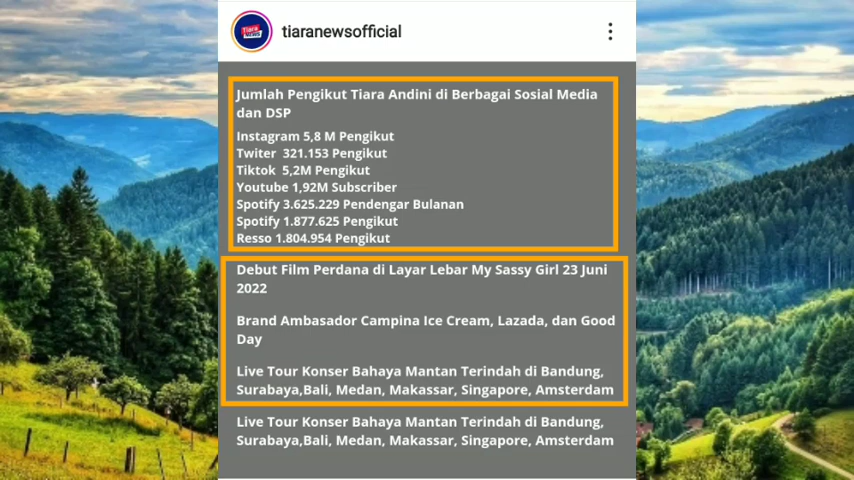 Tiara
NEWS
tiaranewsofficial
Jumlah Pengikut Tiara Andini di Berbagai Sosial Media
dan DSP
Instagram 5,8 M Pengikut
Twiter 321.153 Pengikut
Tiktok 5,2M Pengikut
Youtube 1,92M Subscriber
Spotify 3.625.229 Pendengar Bulanan
Spotify 1.877.625 Pengikut
Resso 1.804.954 Pengikut
Debut Film Perdana di Layar Lebar My Sassy Girl 23 Juni
2022
Brand Ambasador Campina Ice Cream, Lazada, dan Good
Day
Live Tour Konser Bahaya Mantan Terindah di Bandung,
Surabaya,Bali, Medan, Makassar, Singapore, Amsterdam
Live Tour Konser Bahaya Mantan Terindah di Bandung,
Surabaya,Bali, Medan, Makassar, Singapore, Amsterdam